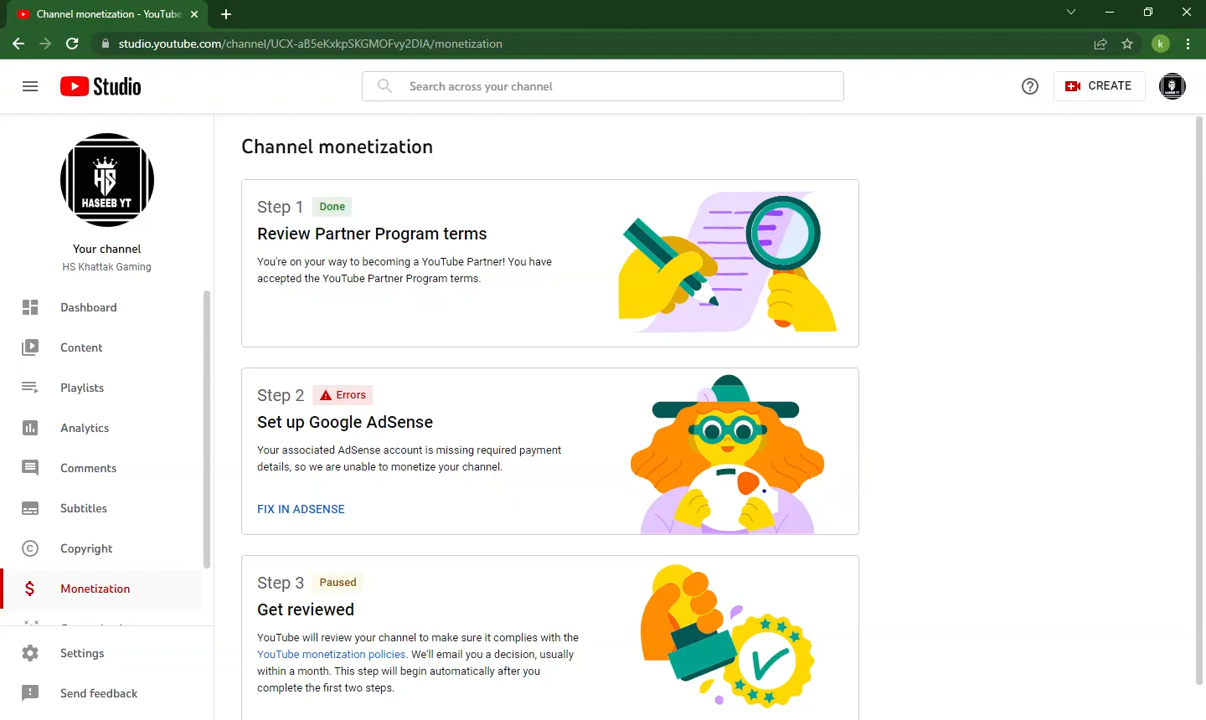 Channel monetization - YouTube
studio.youtube.com/channel/UCX-aB5eKxkpSKGMOFvy2DIA/monetization
k
Studio
Search across your channel
CREATE
HS
HASEEB YT
Your channel
HS Khattak Gaming
Dashboard
Content
Playlists
Analytics
Comments
Subtitles
Copyright
Monetization
Settings
Send feedback
Channel monetization
Step 1 Done
Review Partner Program terms
You're on your way to becoming a YouTube Partner! You have
accepted the YouTube Partner Program terms.
Step 2 Errors
Set up Google AdSense
Your associated AdSense account is missing required payment
details, so we are unable to monetize your channel.
FIX IN ADSENSE
Step 3 Paused
Get reviewed
YouTube will review your channel to make sure it complies with the
YouTube monetization policies. We'll email you a decision, usually
within a month. This step will begin automatically after you
complete the first two steps.